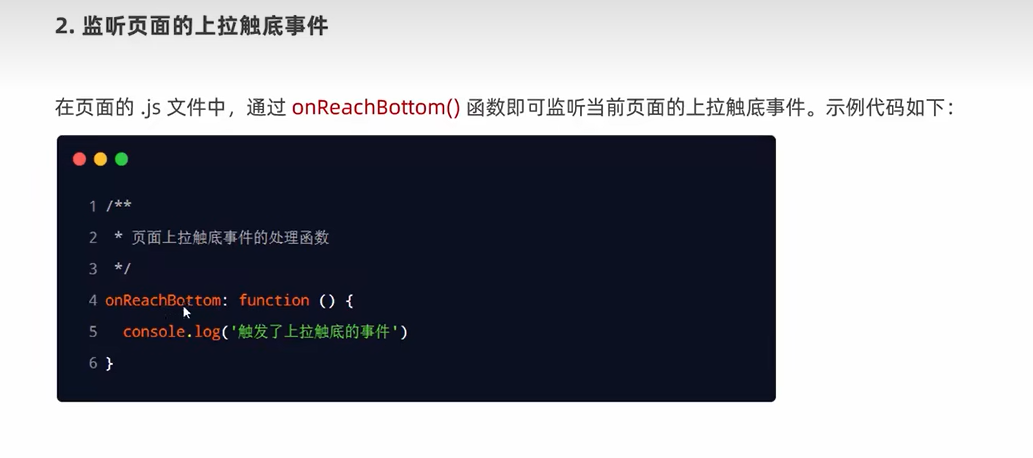 2. 监听页面的上拉触底事件
在页面的 .js 文件中，通过 onReachBottom() 函数即可监听当前页面的上拉触底事件。示例代码如下：
1 /**
2  * 页面上拉触底事件的处理函数
3  */
4 onReachBottom: function () {
5   console.log('触发了上拉触底的事件')
6 }